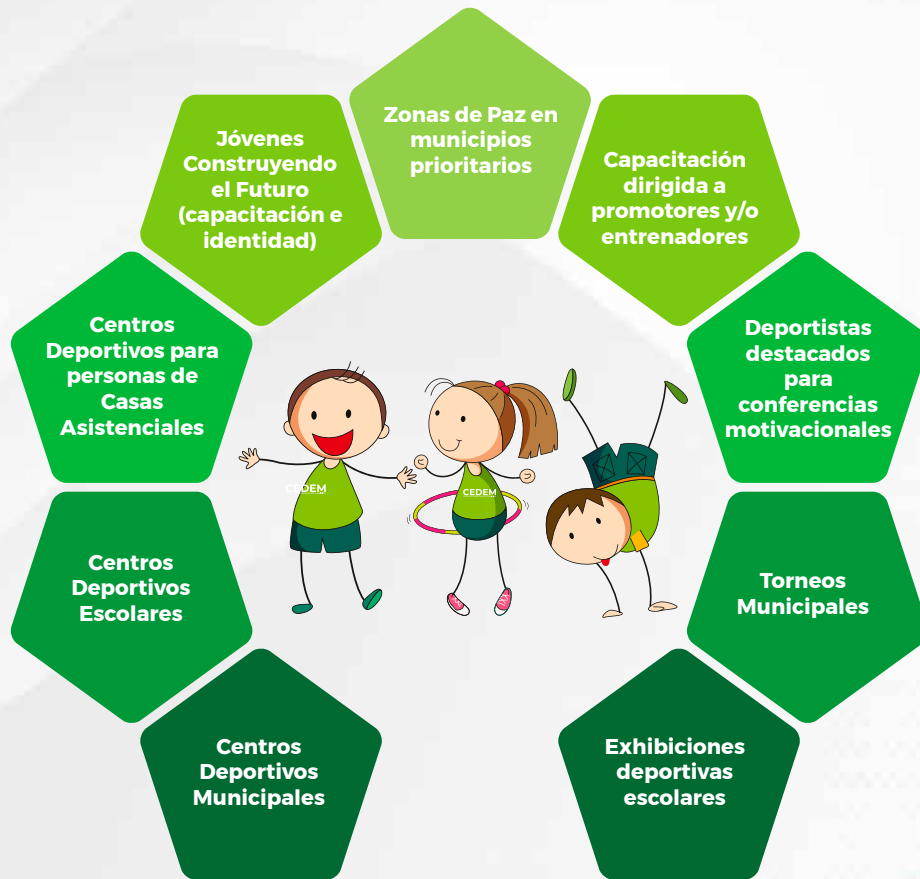 Zonas de Paz en
municipios
prioritarios
Jóvenes
Construyendo
el Futuro
(capacitación e
identidad)
Capacitación
dirigida a
promotores y/o
entrenadores
Centros
Deportivos para
personas de
Casas
Asistenciales
Deportistas
destacados
para
conferencias
motivacionales
CEDEM
CEDEM
Centros
Deportivos
Escolares
Torneos
Municipales
Centros
Deportivos
Municipales
Exhibiciones
deportivas
escolares